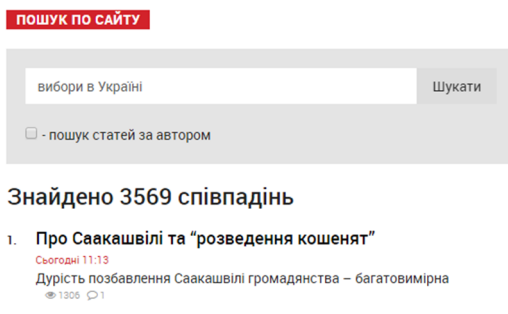 ПОШУК ПО САЙТУ
вибори в Україні
Шукати
- пошук статей за автором
Знайдено 3569 співпадінь
1. Про Саакашвілі та “розведення кошенят”
Сьогодні 11:13
Дурість позбавлення Саакашвілі громадянства – багатовимірна
1306 1